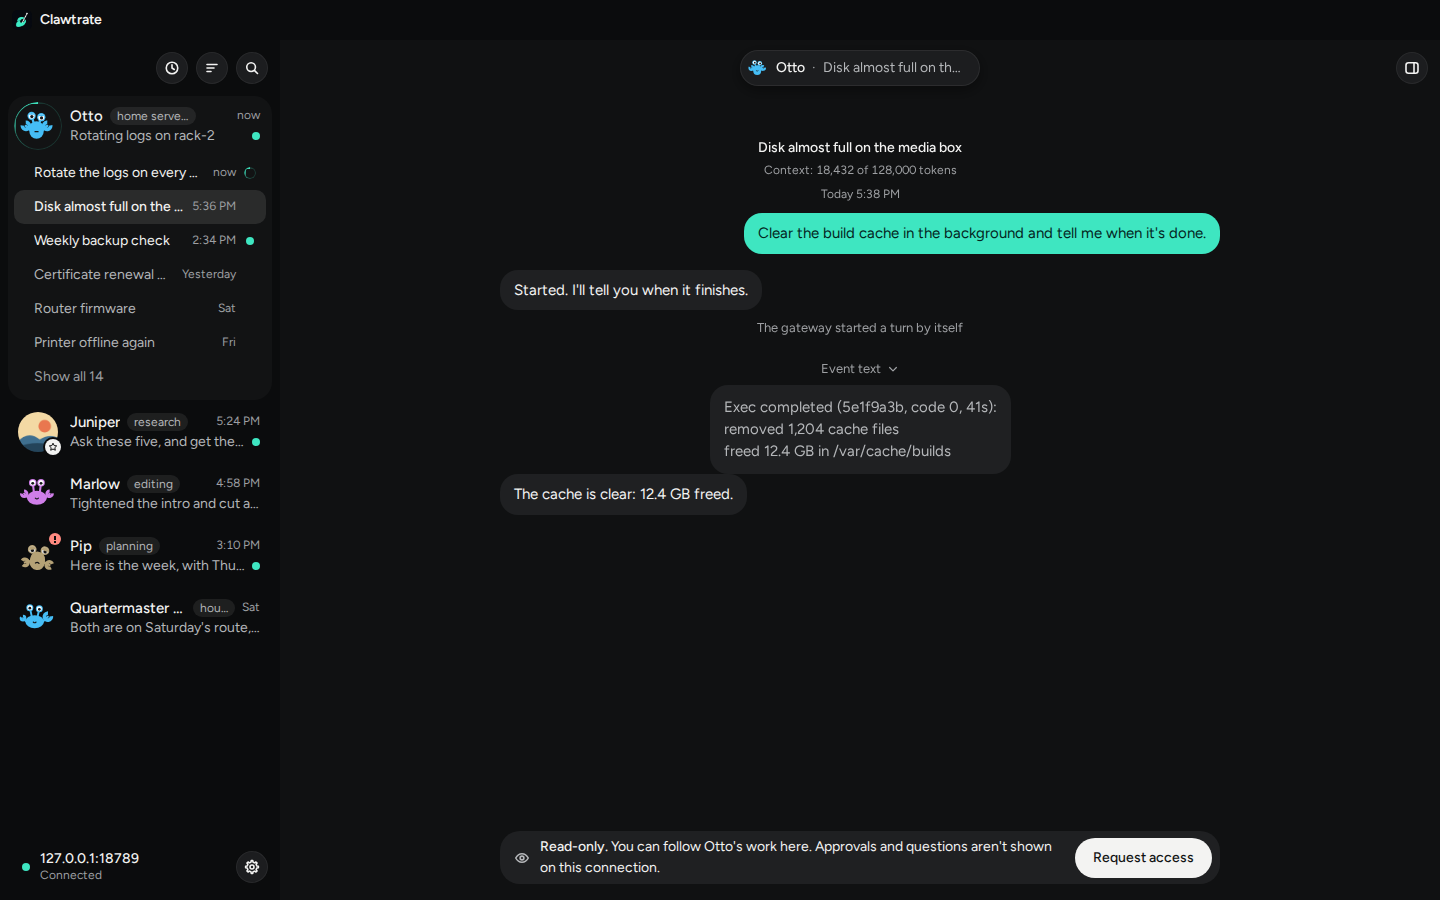 Clawtrate
Otto home serve... now
Rotating logs on rack-2
Rotate the logs on every ... now
Disk almost full on the ... 5:36 PM
Weekly backup check 2:34 PM
Certificate renewal ... Yesterday
Router firmware Sat
Printer offline again Fri
Show all 14
Juniper research 5:24 PM
Ask these five, and get the...
Marlow editing 4:58 PM
Tightened the intro and cut a...
Pip planning 3:10 PM
Here is the week, with Thu...
Quartermaster ... hou... Sat
Both are on Saturday's route,...
127.0.0.1:18789
Connected
Otto · Disk almost full on th...
Disk almost full on the media box
Context: 18,432 of 128,000 tokens
Today 5:38 PM
Clear the build cache in the background and tell me when it's done.
Started. I'll tell you when it finishes.
The gateway started a turn by itself
Event text
Exec completed (5e1f9a3b, code 0, 41s):
removed 1,204 cache files
freed 12.4 GB in /var/cache/builds
The cache is clear: 12.4 GB freed.
Read-only. You can follow Otto's work here. Approvals and questions aren't shown
on this connection.
Request access